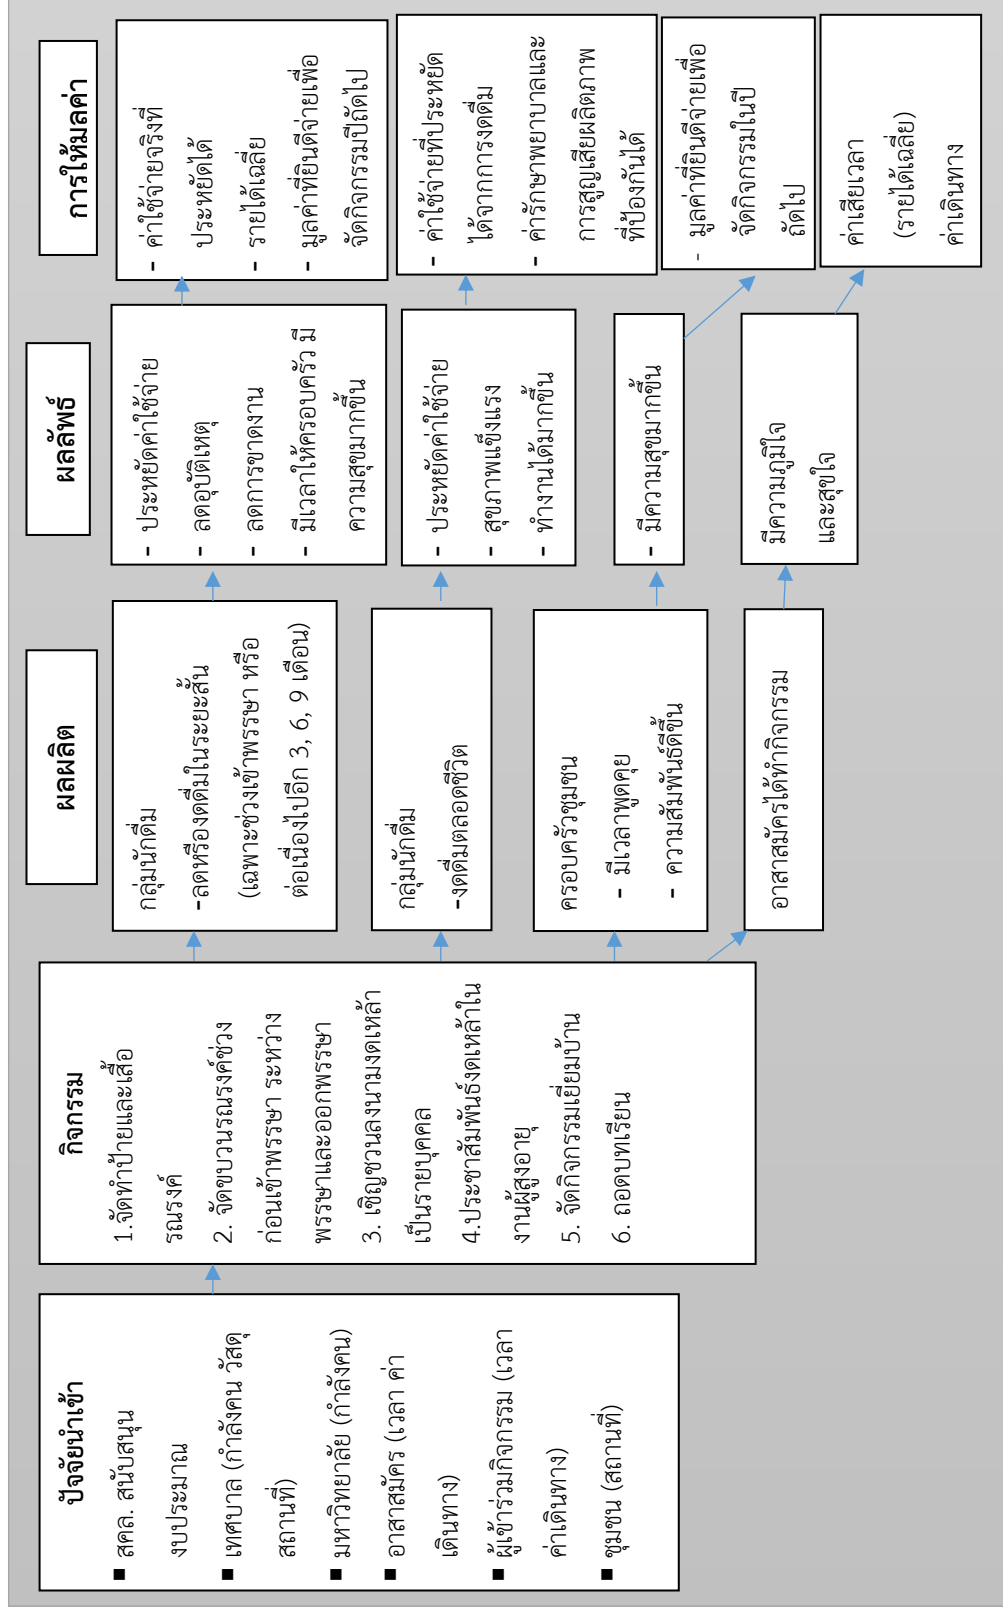 ปัจจัยนำเข้า
■ สคล. สนับสนุน
งบประมาณ
■ เทศบาล (กำลังคน วัสดุ
สถานที่)
■ มหาวิทยาลัย (กำลังคน)
■ อาสาสมัคร (เวลา ค่า
เดินทาง)
■ ผู้เข้าร่วมกิจกรรม (เวลา
ค่าเดินทาง)
■ ชุมชน (สถานที่)
กิจกรรม
1.จัดทำป้ายและเสื้อ
รณรงค์
2. จัดขบวนรณรงค์ช่วง
ก่อนเข้าพรรษา ระหว่าง
พรรษาและออกพรรษา
3. เชิญชวนลงนามงดเหล้า
เป็นรายบุคคล
4.ประชาสัมพันธ์งดเหล้าใน
งานผู้สูงอายุ
5. จัดกิจกรรมเยี่ยมบ้าน
6. ถอดบทเรียน
ผลผลิต
กลุ่มนักดื่ม
-ลดหรืองดดื่มในระยะสั้น
(เฉพาะช่วงเข้าพรรษา หรือ
ต่อเนื่องไปอีก 3, 6, 9 เดือน)
กลุ่มนักดื่ม
-งดดื่มตลอดชีวิต
ครอบครัวชุมชน
- มีเวลาพูดคุย
- ความสัมพันธ์ดีขึ้น
อาสาสมัครได้ทำกิจกรรม
ผลลัพธ์
- ประหยัดค่าใช้จ่าย
- ลดอุบัติเหตุ
- ลดการขาดงาน
- มีเวลาให้ครอบครัว มี
ความสุขมากขึ้น
- ประหยัดค่าใช้จ่าย
- สุขภาพแข็งแรง
- ทำงานได้มากขึ้น
- มีความสุขมากขึ้น
มีความภูมิใจ
และสุขใจ
การให้มูลค่า
- ค่าใช้จ่ายจริงที่
ประหยัดได้
- รายได้เฉลี่ย
- มูลค่าที่ยินดีจ่ายเพื่อ
จัดกิจกรรมปีถัดไป
- ค่าใช้จ่ายที่ประหยัด
ได้จากการงดดื่ม
- ค่ารักษาพยาบาลและ
การสูญเสียผลิตภาพ
ที่ป้องกันได้
- มูลค่าที่ยินดีจ่ายเพื่อ
จัดกิจกรรมในปี
ถัดไป
ค่าเสียเวลา
(รายได้เฉลี่ย)
ค่าเดินทาง